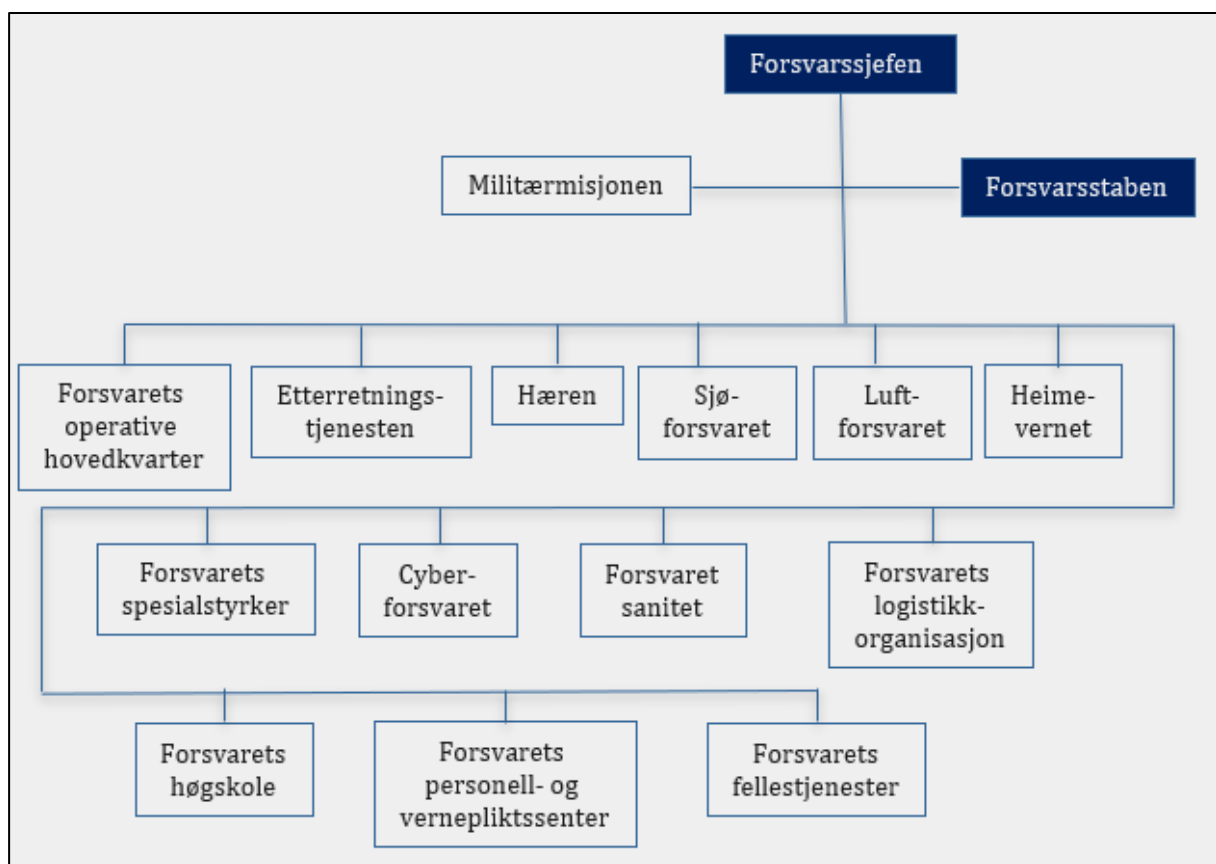 Forsvarssjefen
Militærmisjonen
Forsvarsstaben
Forsvarets
operative
hovedkvarter
Etterretnings-
tjenesten
Hæren
Sjø-
forsvaret
Luft-
forsvaret
Heime-
vernet
Forsvarets
spesialstyrker
Cyber-
forsvaret
Forsvaret
sanitet
Forsvarets
logistikk-
organisasjon
Forsvarets
høgskole
Forsvarets
personell- og
vernepliktssenter
Forsvarets
fellestjenester